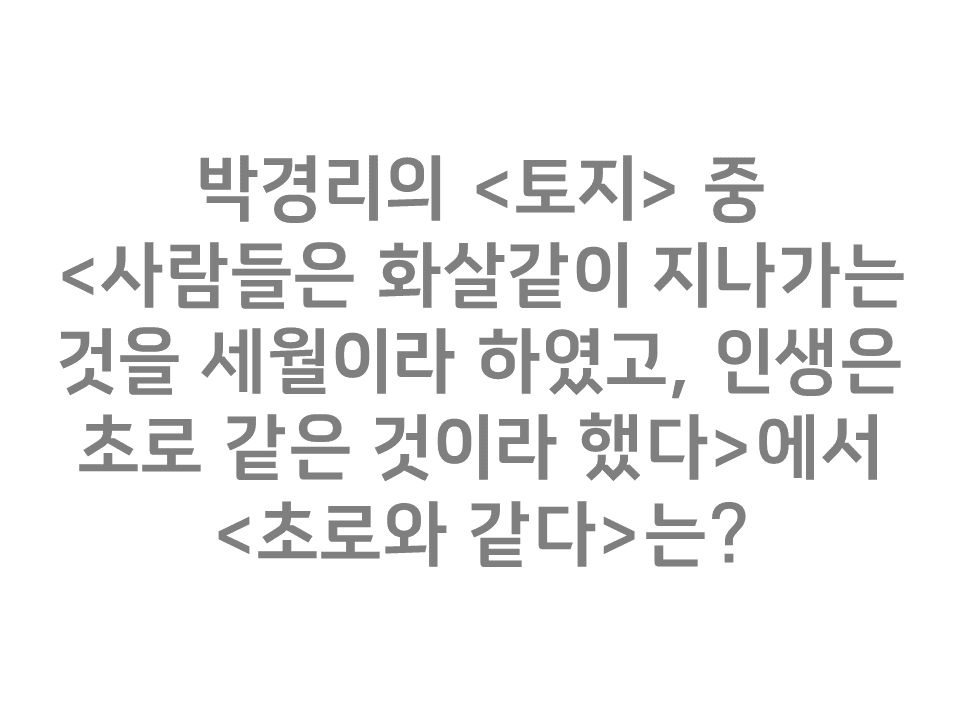 박경리의 <토지> 중
<사람들은 화살같이 지나가는
것을 세월이라 하였고, 인생은
초로 같은 것이라 했다>에서
<초로와 같다>는?